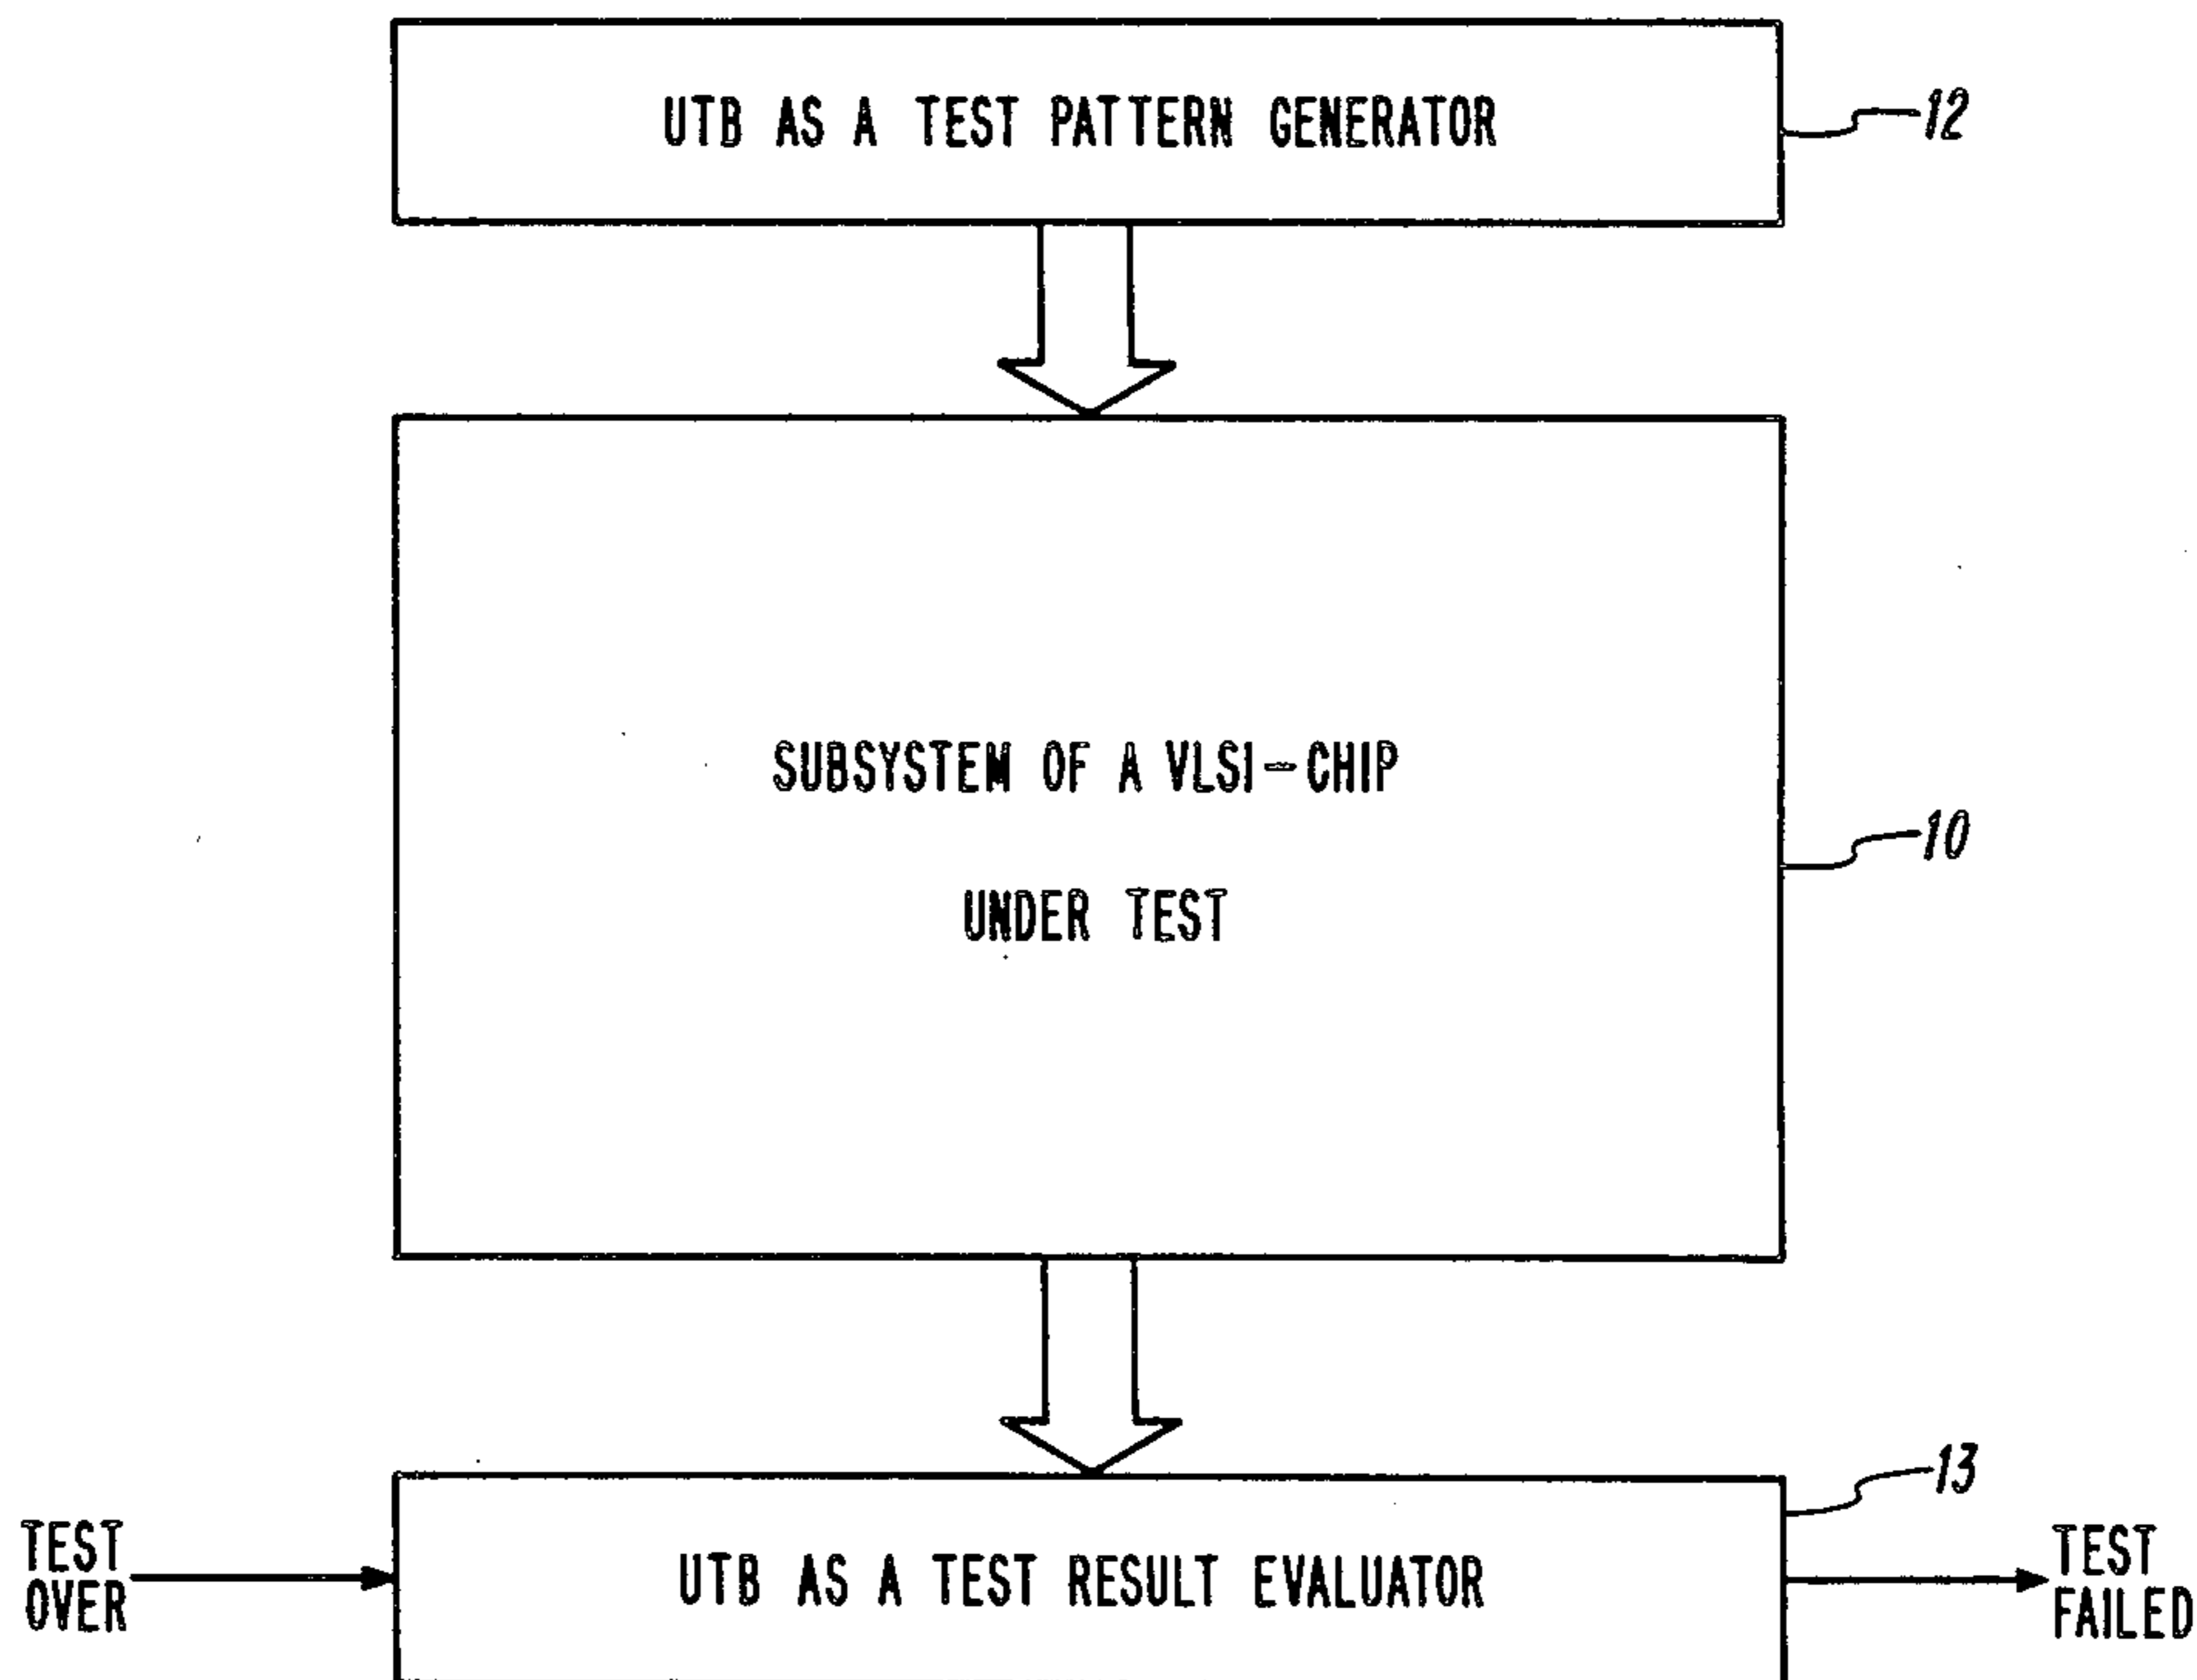 UTB AS A TEST PATTERN GENERATOR
12
SUBSYSTEM OF A VLSI-CHIP
UNDER TEST
10
13
TEST
OVER
UTB AS A TEST RESULT EVALUATOR
TEST
FAILED